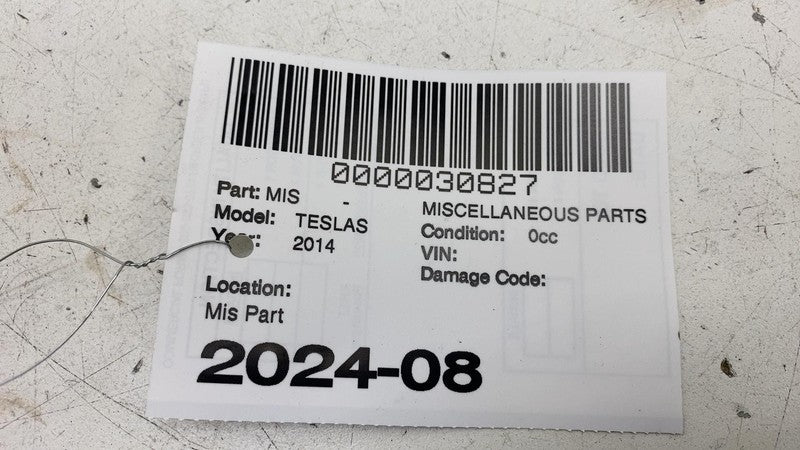 0000030827
Part: MIS -
MISCELLANEOUS PARTS
Model: TESLAS
Condition: 0cc
Year: 2014
VIN:
Damage Code:
Location:
Mis Part
2024-08